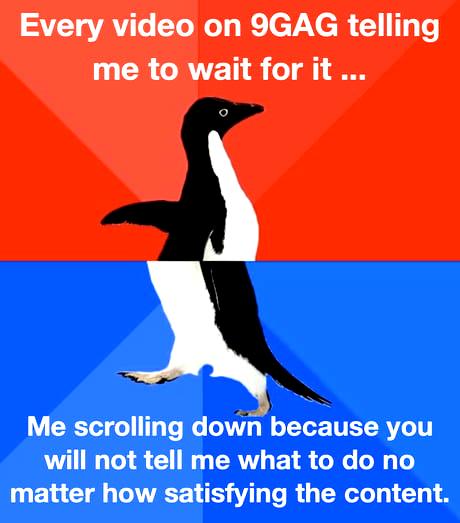 Every video on 9GAG telling
me to wait for it ...
Me scrolling down because you
will not tell me what to do no
matter how satisfying the content.